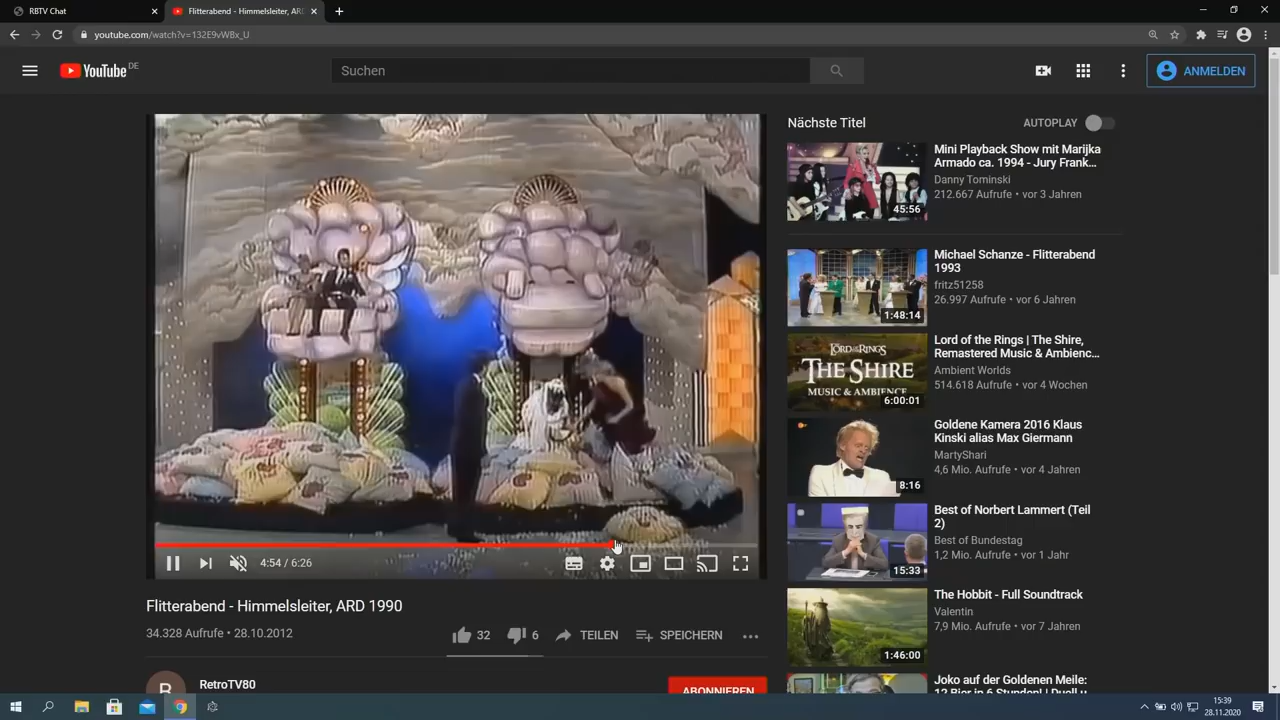 RBTV Chat
Flitterabend - Himmelsleiter, AR
youtube.com/watch?v=132E9vWBx_U
YouTube DE
Suchen
ANMELDEN
Nächste Titel
AUTOPLAY
Mini Playback Show mit Marijka
Armado ca. 1994 - Jury Frank...
Danny Tominski
212.667 Aufrufe • vor 3 Jahren
45:56
Michael Schanze - Flitterabend
1993
fritz51258
26.997 Aufrufe • vor 6 Jahren
1:48:14
Lord of the Rings | The Shire,
Remastered Music & Ambienc...
Ambient Worlds
514.618 Aufrufe • vor 4 Wochen
THE LORD OF THE RINGS
THE SHIRE
MUSIC & AMBIENCE
6:00:01
Goldene Kamera 2016 Klaus
Kinski alias Max Giermann
MartyShari
4,6 Mio. Aufrufe • vor 4 Jahren
8:16
Best of Norbert Lammert (Teil
2)
Best of Bundestag
1,2 Mio. Aufrufe • vor 1 Jahr
15:33
The Hobbit - Full Soundtrack
Valentin
7,9 Mio. Aufrufe • vor 7 Jahren
1:46:00
Joko auf der Goldenen Meile:
12 Bier in 6 Stunden! | Duell u
4:54 / 6:26
Flitterabend - Himmelsleiter, ARD 1990
34.328 Aufrufe • 28.10.2012
32
6
TEILEN
SPEICHERN
R
RetroTV80
ABONNIEREN
15:39
28.11.2020